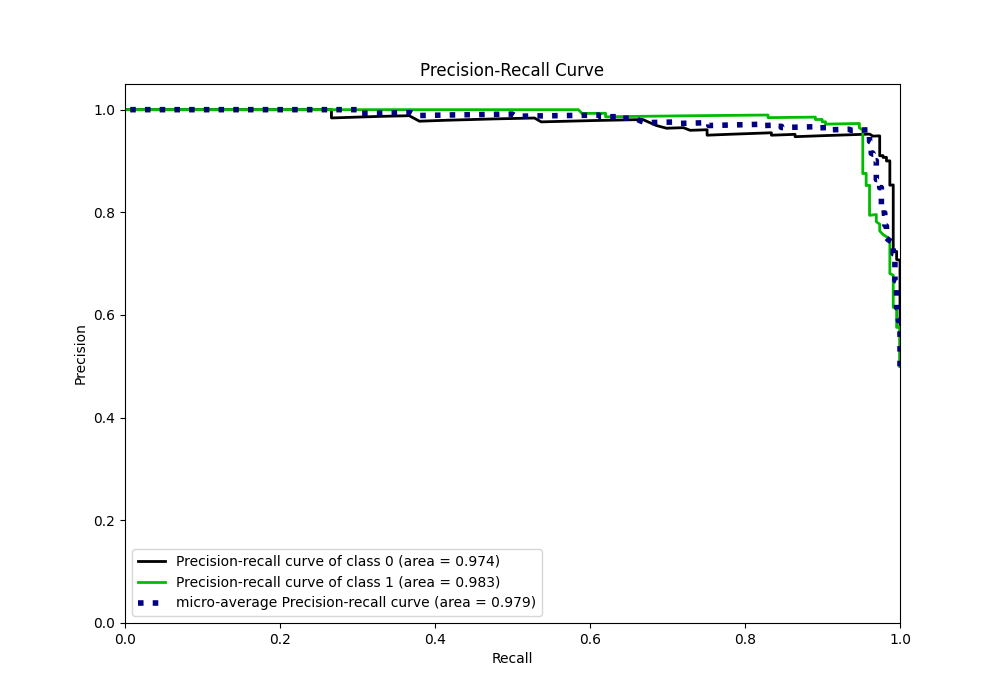 Precision-Recall Curve
Precision
1.0
0.8
0.6
0.4
0.2
0.0
Precision-recall curve of class 0 (area = 0.974)
Precision-recall curve of class 1 (area = 0.983)
micro-average Precision-recall curve (area = 0.979)
0.0 0.2 0.4 0.6 0.8 1.0
Recall